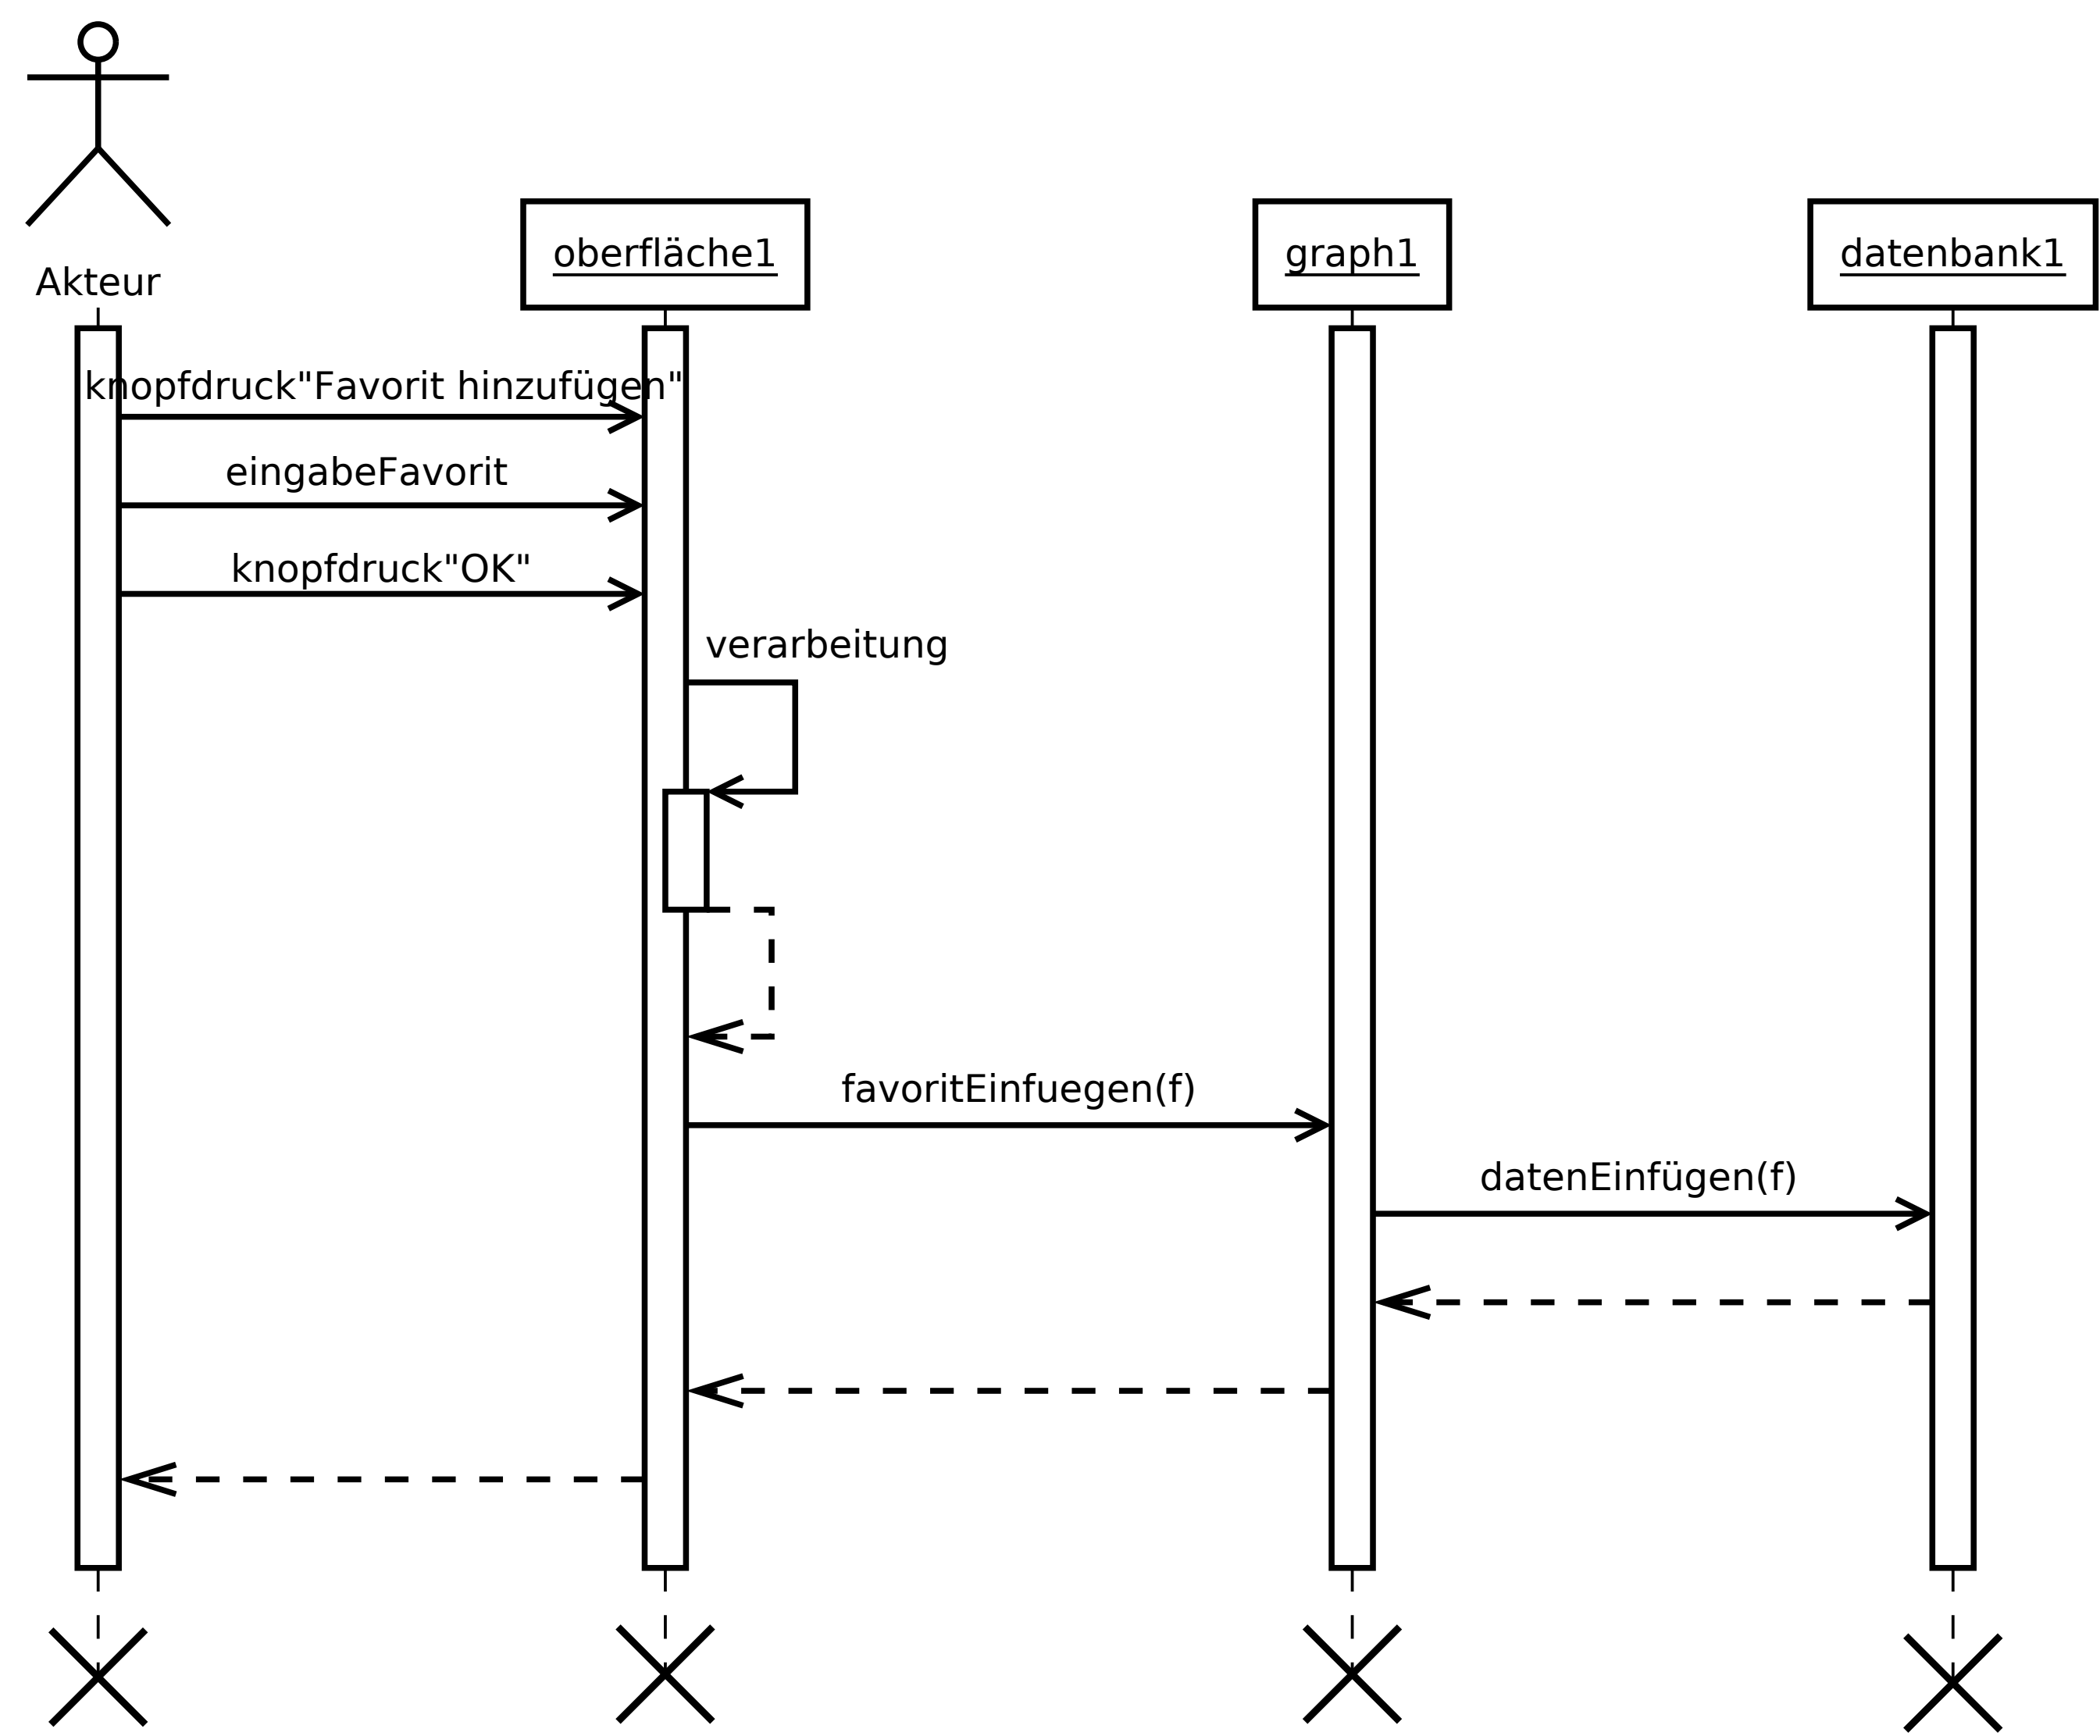 Akteur
oberfläche1
graph1
datenbank1
knopfdruck"Favorit hinzufügen"
eingabeFavorit
knopfdruck"OK"
verarbeitung
favoritEinfuegen(f)
datenEinfügen(f)